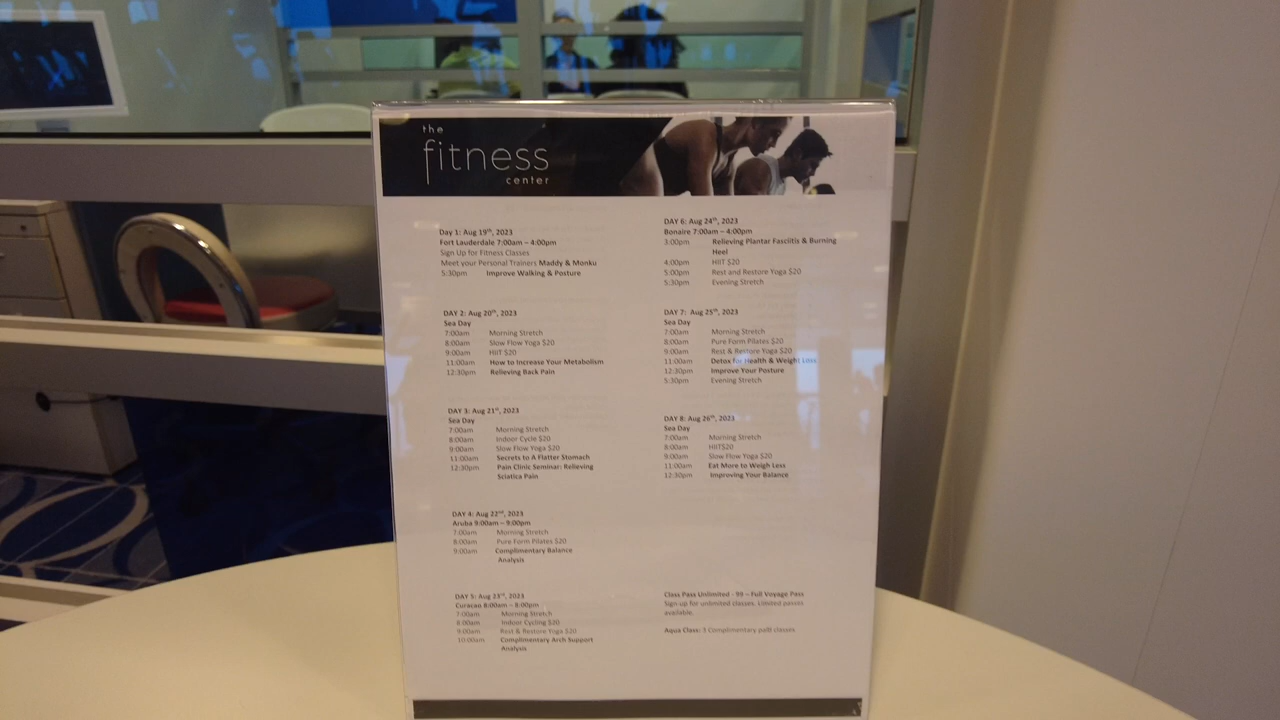 the
fitness
center
Day 1: Aug 19th, 2023
Fort Lauderdale 7:00am – 4:00pm
Sign Up for Fitness Classes
Meet your Personal Trainers Maddy & Monku
5:30pm Improve Walking & Posture
DAY 2: Aug 20th, 2023
Sea Day
7:00am Morning Stretch
8:00am Slow Flow Yoga $20
9:00am HIIT $20
11:00am How to Increase Your Metabolism
12:30pm Relieving Back Pain
DAY 3: Aug 21st, 2023
Sea Day
7:00am Morning Stretch
8:00am Indoor Cycle $20
9:00am Slow Flow Yoga $20
11:00am Secrets to A Flatter Stomach
12:30pm Pain Clinic Seminar: Relieving
Sciatica Pain
DAY 4: Aug 22nd, 2023
Aruba 9:00am – 9:00pm
7:00am Morning Stretch
8:00am Pure Form Pilates $20
9:00am Complimentary Balance
Analysis
DAY 5: Aug 23rd, 2023
Curacao 8:00am – 8:00pm
7:00am Morning Stretch
8:00am Indoor Cycling $20
9:00am Rest & Restore Yoga $20
10:00am Complimentary Arch Support
Analysis
DAY 6: Aug 24th, 2023
Bonaire 7:00am – 4:00pm
3:00pm Relieving Plantar Fasciitis & Burning
Heel
4:00pm HIIT $20
5:00pm Rest and Restore Yoga $20
5:30pm Evening Stretch
DAY 7: Aug 25th, 2023
Sea Day
7:00am Morning Stretch
8:00am Pure Form Pilates $20
9:00am Rest & Restore Yoga $20
11:00am Detox for Health & Weight Loss
12:30pm Improve Your Posture
5:30pm Evening Stretch
DAY 8: Aug 26th, 2023
Sea Day
7:00am Morning Stretch
8:00am HIIT$20
9:00am Slow Flow Yoga $20
11:00am Eat More to Weigh Less
12:30pm Improving Your Balance
Class Pass Unlimited - 99 – Full Voyage Pass
Sign-up for unlimited classes. Limited passes
available.
Aqua Class: 3 Complimentary paid classes